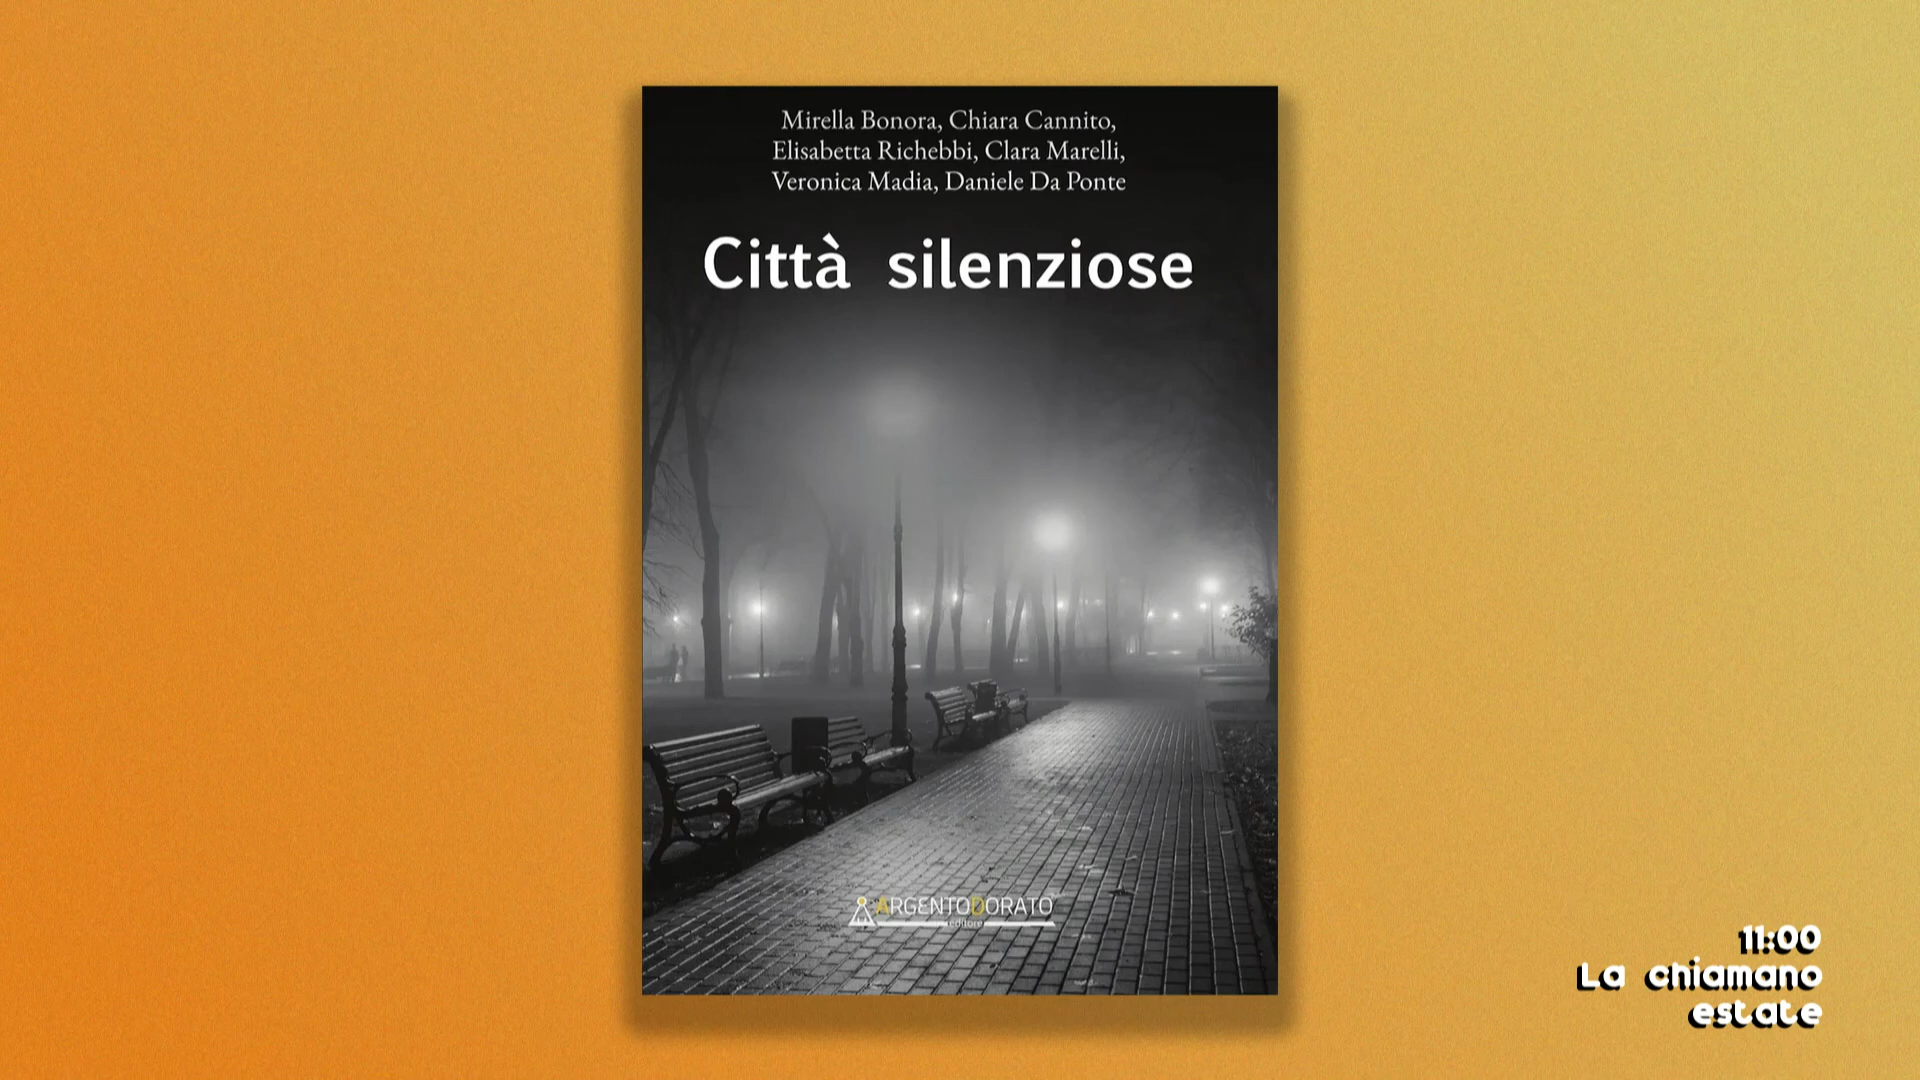 Mirella Bonora, Chiara Cannito,
Elisabetta Richebbi, Clara Marelli,
Veronica Madia, Daniele Da Ponte
Città silenziose
ARGENTODORATO
editore
11:00
La chiamano
estate